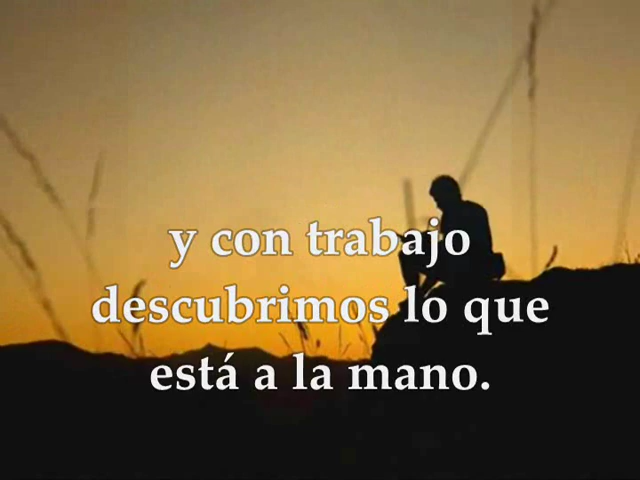 y con trabajo
descubrimos lo que
está a la mano.